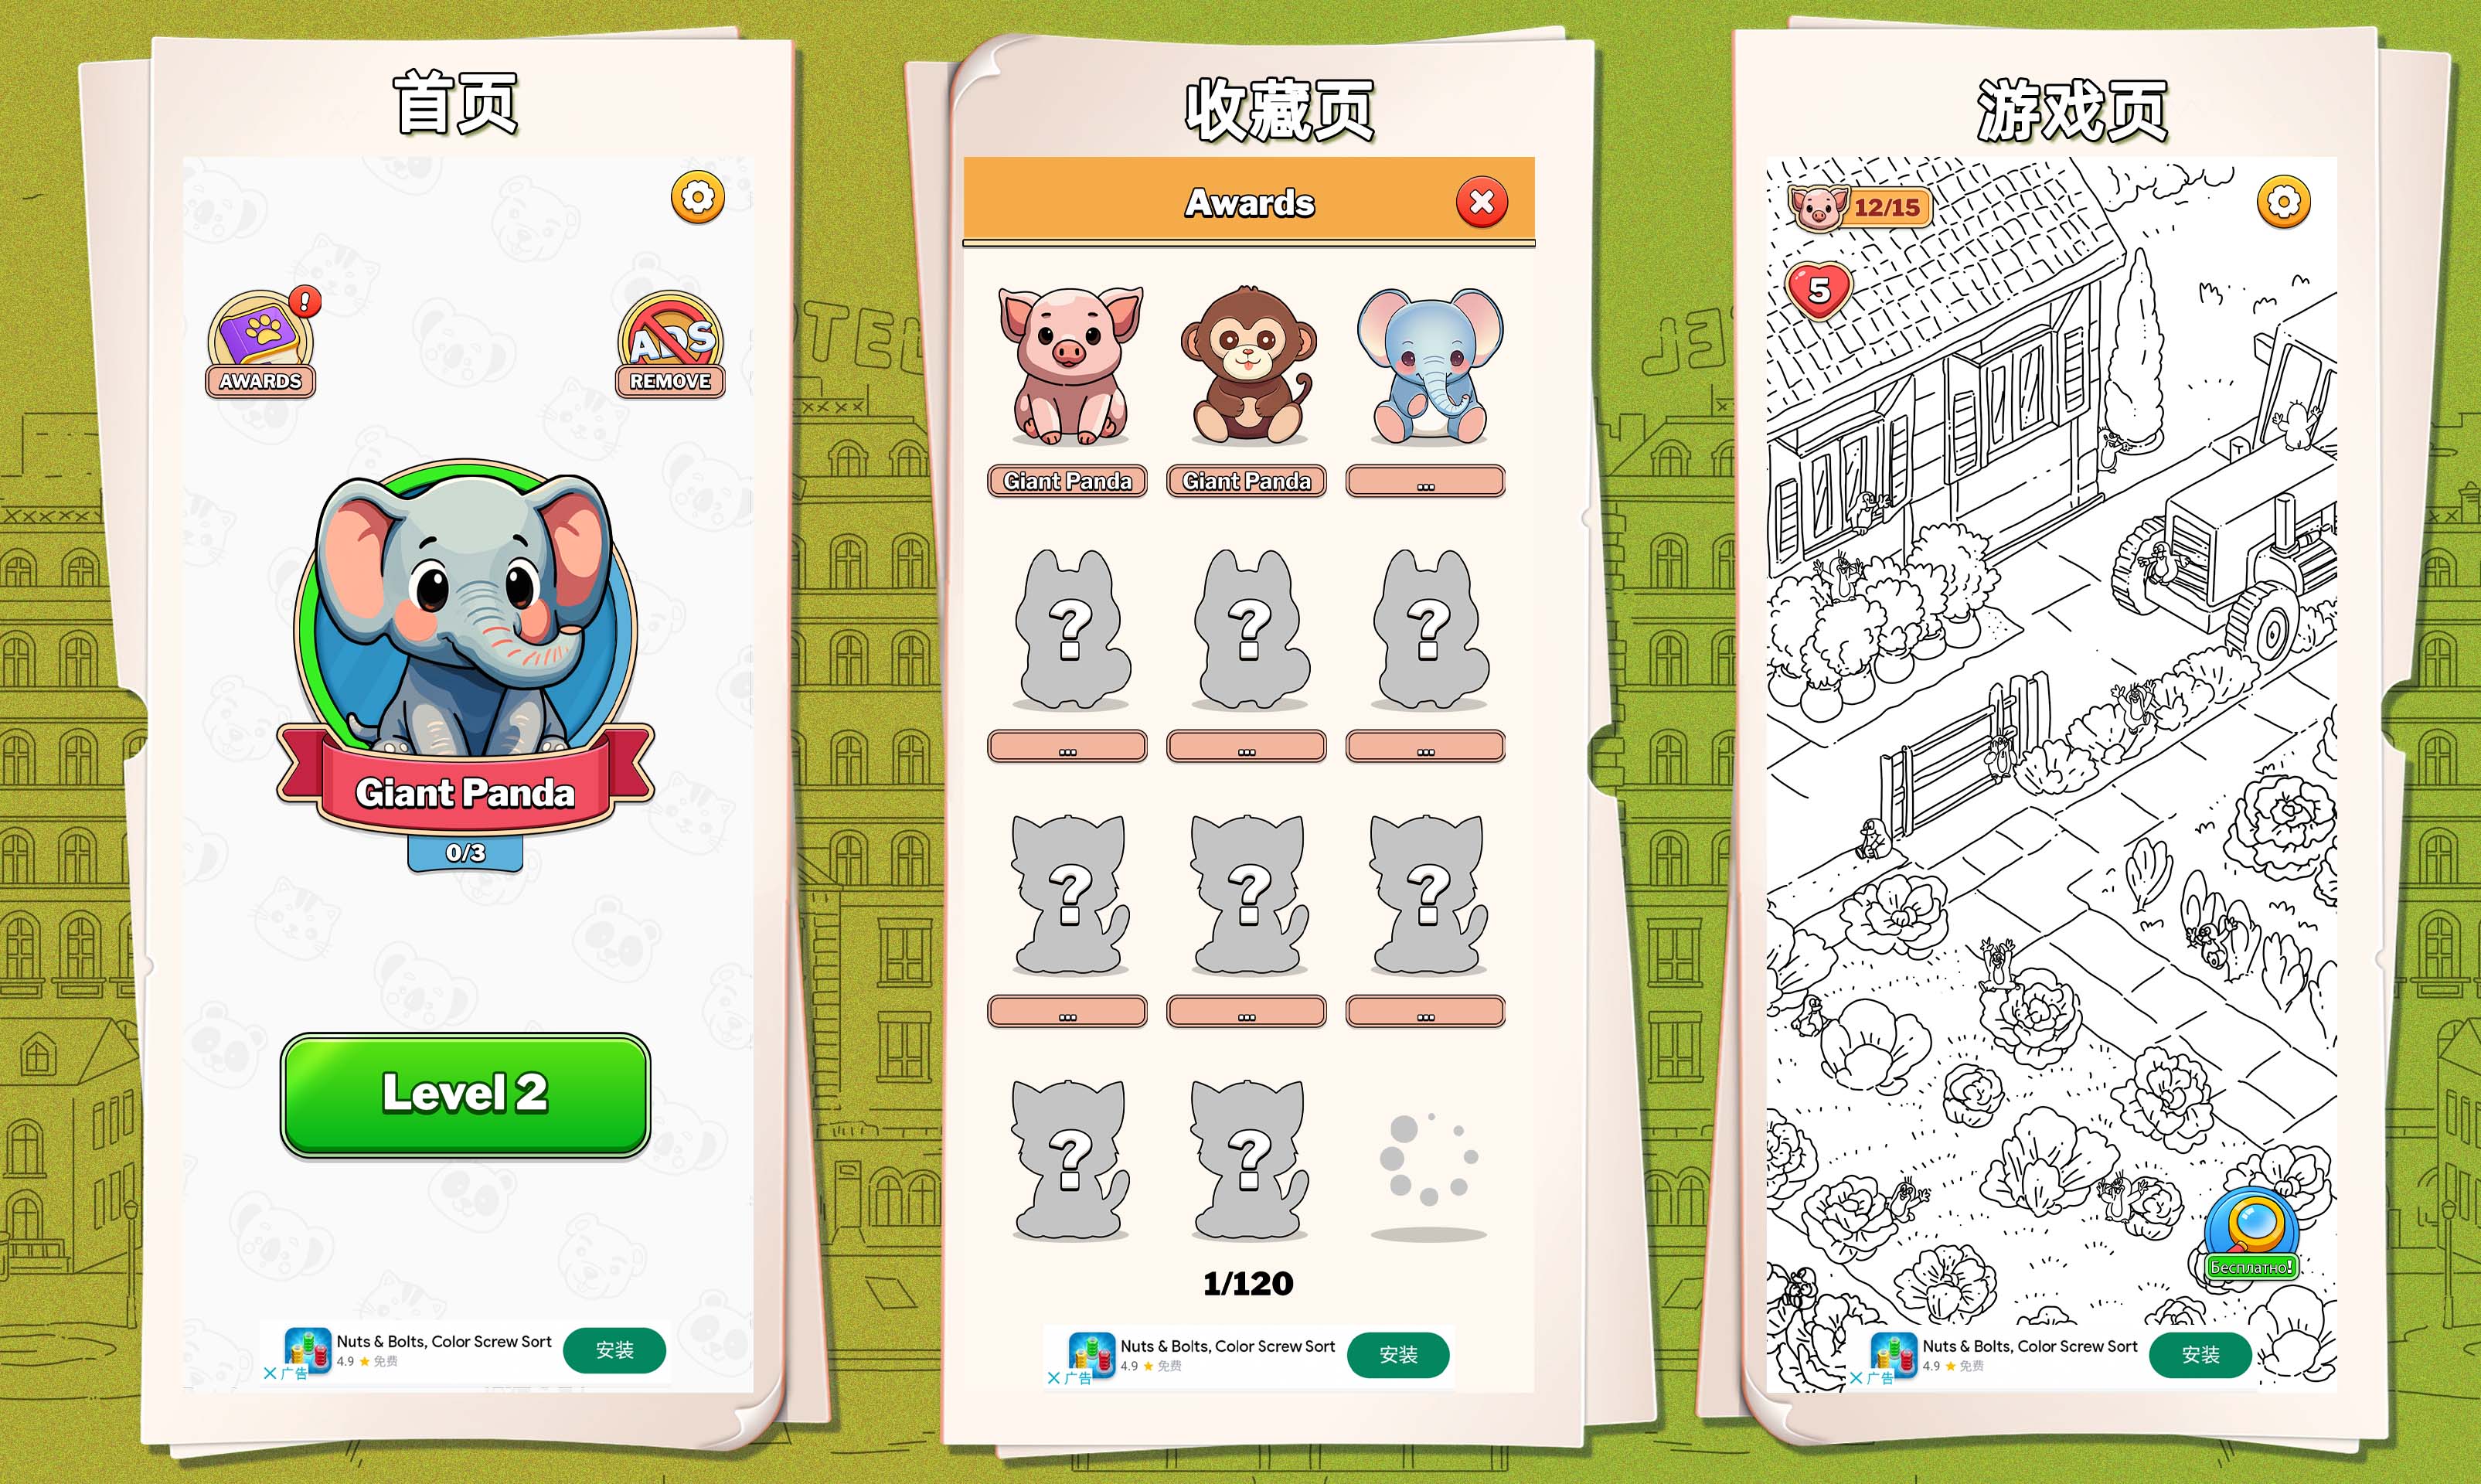 首页
AWARDS
!
ADS
REMOVE
Giant Panda
0/3
Level 2
Nuts & Bolts, Color Screw Sort
4.9 ★ 免费
广告
安装
收藏页
Awards
Giant Panda
Giant Panda
...
?
?
?
...
...
...
?
?
?
...
...
...
?
?
1/120
Nuts & Bolts, Color Screw Sort
4.9 ★ 免费
广告
安装
游戏页
12/15
5
Бесплатно!
Nuts & Bolts, Color Screw Sort
4.9 ★ 免费
广告
安装